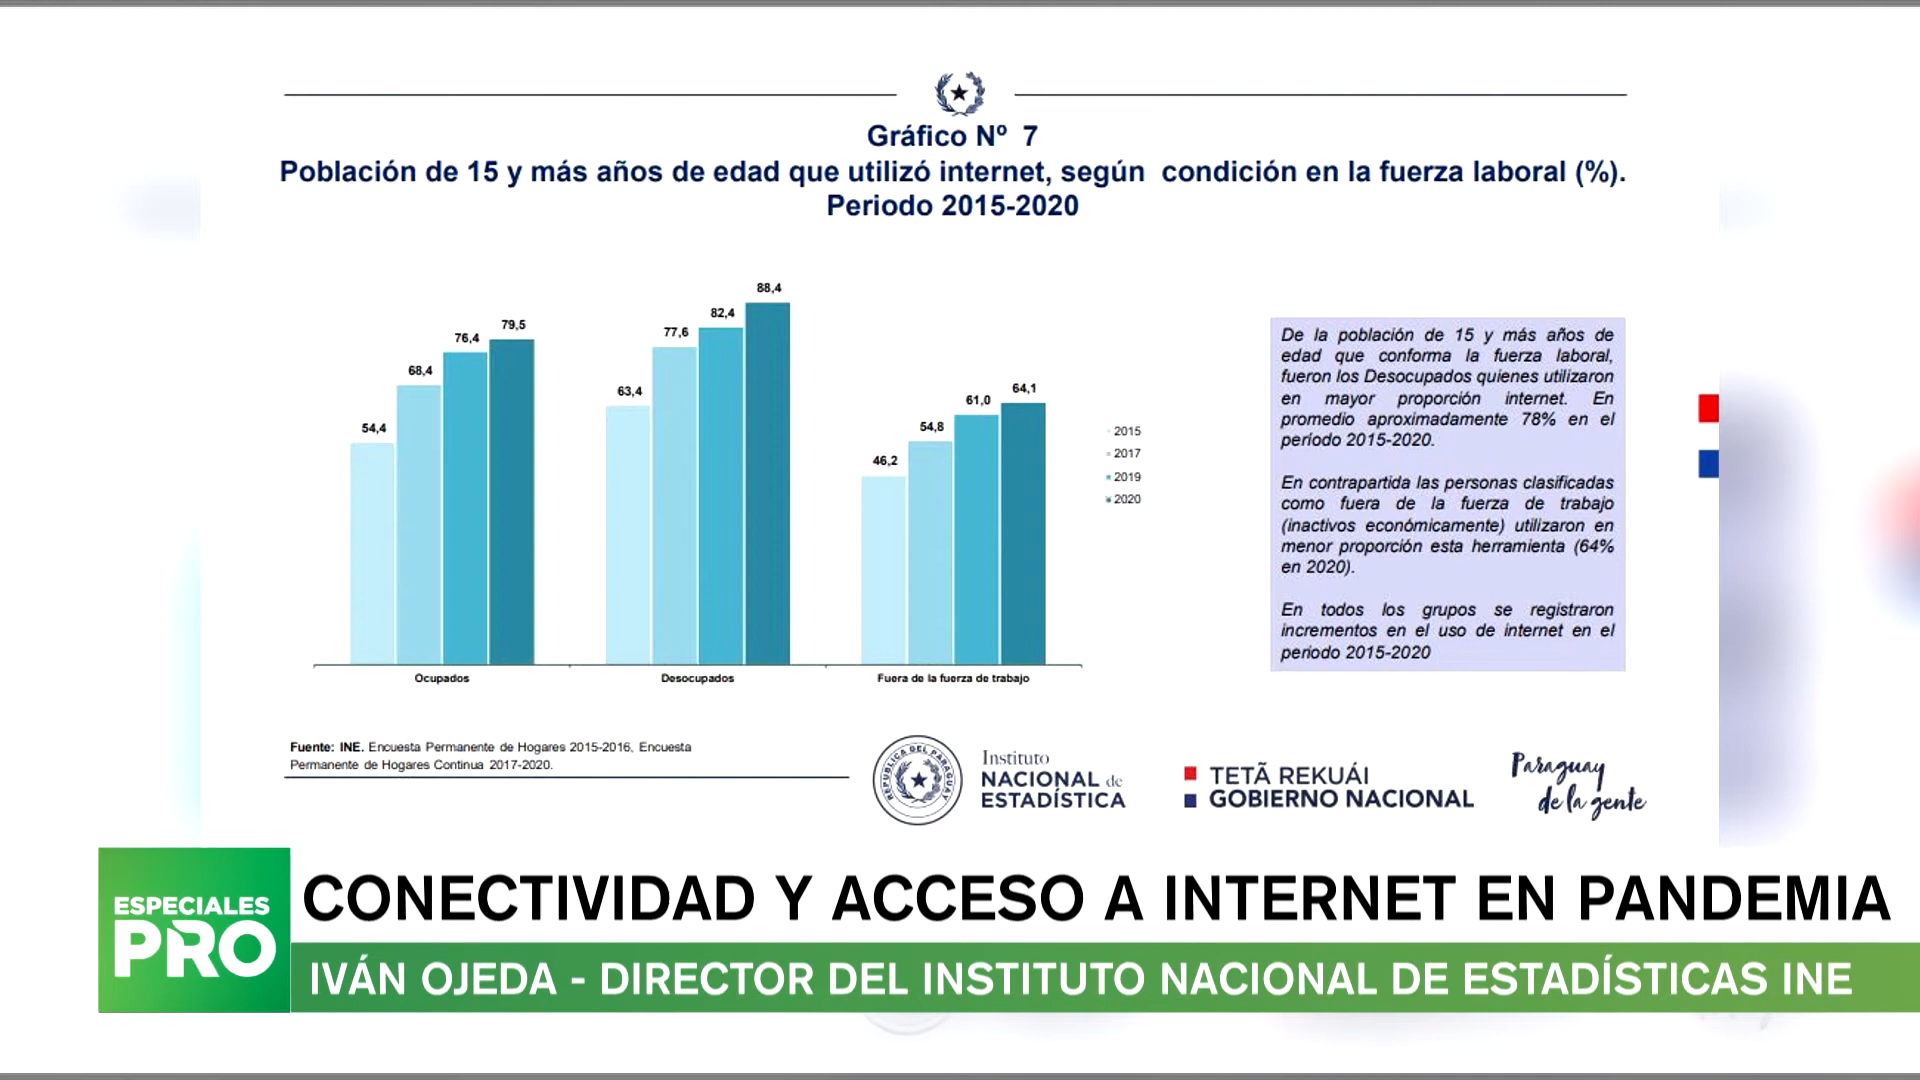 Gráfico Nº 7
Población de 15 y más años de edad que utilizó internet, según condición en la fuerza laboral (%).
Periodo 2015-2020
54,4
68,4
76,4
79,5
63,4
77,6
82,4
88,4
46,2
54,8
61,0
64,1
2015
2017
2019
2020
Ocupados
Desocupados
Fuera de la fuerza de trabajo
De la población de 15 y más años de
edad que conforma la fuerza laboral,
fueron los Desocupados quienes utilizaron
en mayor proporción internet. En
promedio aproximadamente 78% en el
período 2015-2020.
En contrapartida las personas clasificadas
como fuera de la fuerza de trabajo
(inactivos económicamente) utilizaron en
menor proporción esta herramienta (64%
en 2020).
En todos los grupos se registraron
incrementos en el uso de internet en el
periodo 2015-2020
Fuente: INE. Encuesta Permanente de Hogares 2015-2016, Encuesta
Permanente de Hogares Continua 2017-2020.
REPUBLICA DEL PARAGUAY
Instituto
NACIONAL de
ESTADÍSTICA
TETÃ REKUÁI
GOBIERNO NACIONAL
Paraguay
de la gente
ESPECIALES
PRO
CONECTIVIDAD Y ACCESO A INTERNET EN PANDEMIA
IVÁN OJEDA - DIRECTOR DEL INSTITUTO NACIONAL DE ESTADÍSTICAS INE